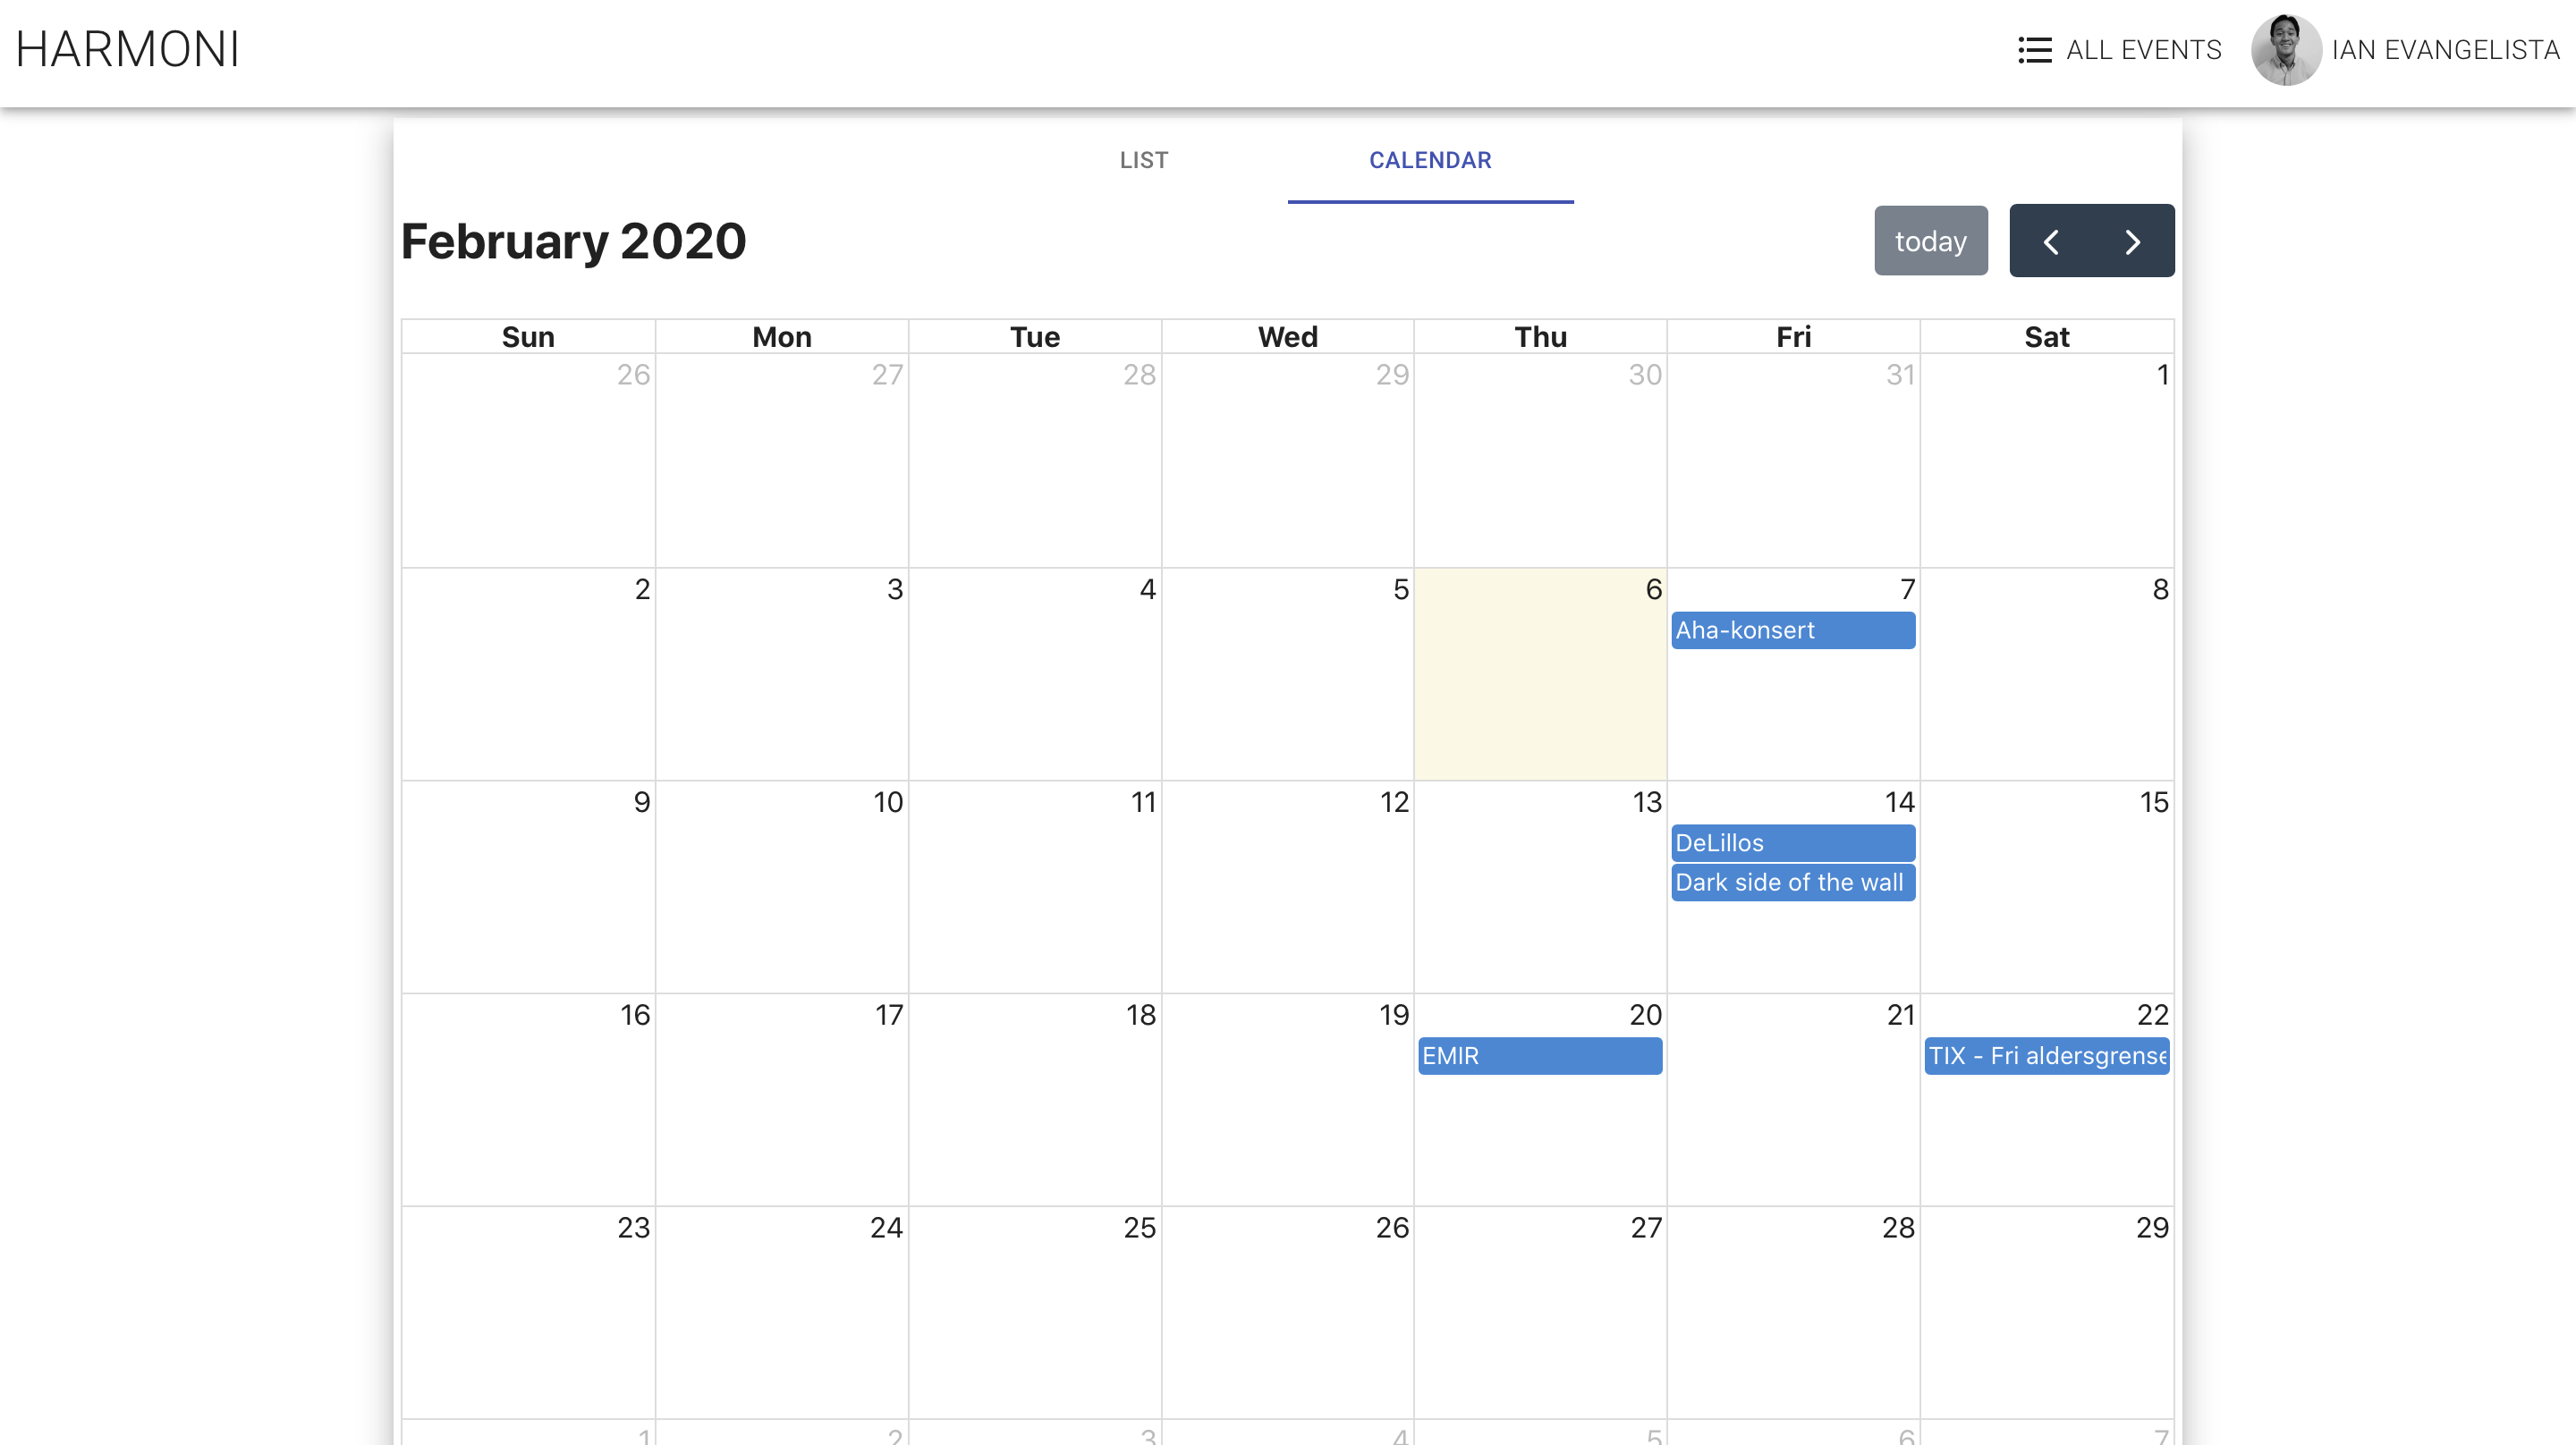 HARMONI
ALL EVENTS
IAN EVANGELISTA
LIST
CALENDAR
February 2020
today
Sun Mon Tue Wed Thu Fri Sat
26 27 28 29 30 31 1
2 3 4 5 6 7 8
Aha-konsert
9 10 11 12 13 14 15
DeLillos
Dark side of the wall
16 17 18 19 20 21 22
EMIR
TIX - Fri aldersgrense
23 24 25 26 27 28 29
1 2 3 4 5 6 7